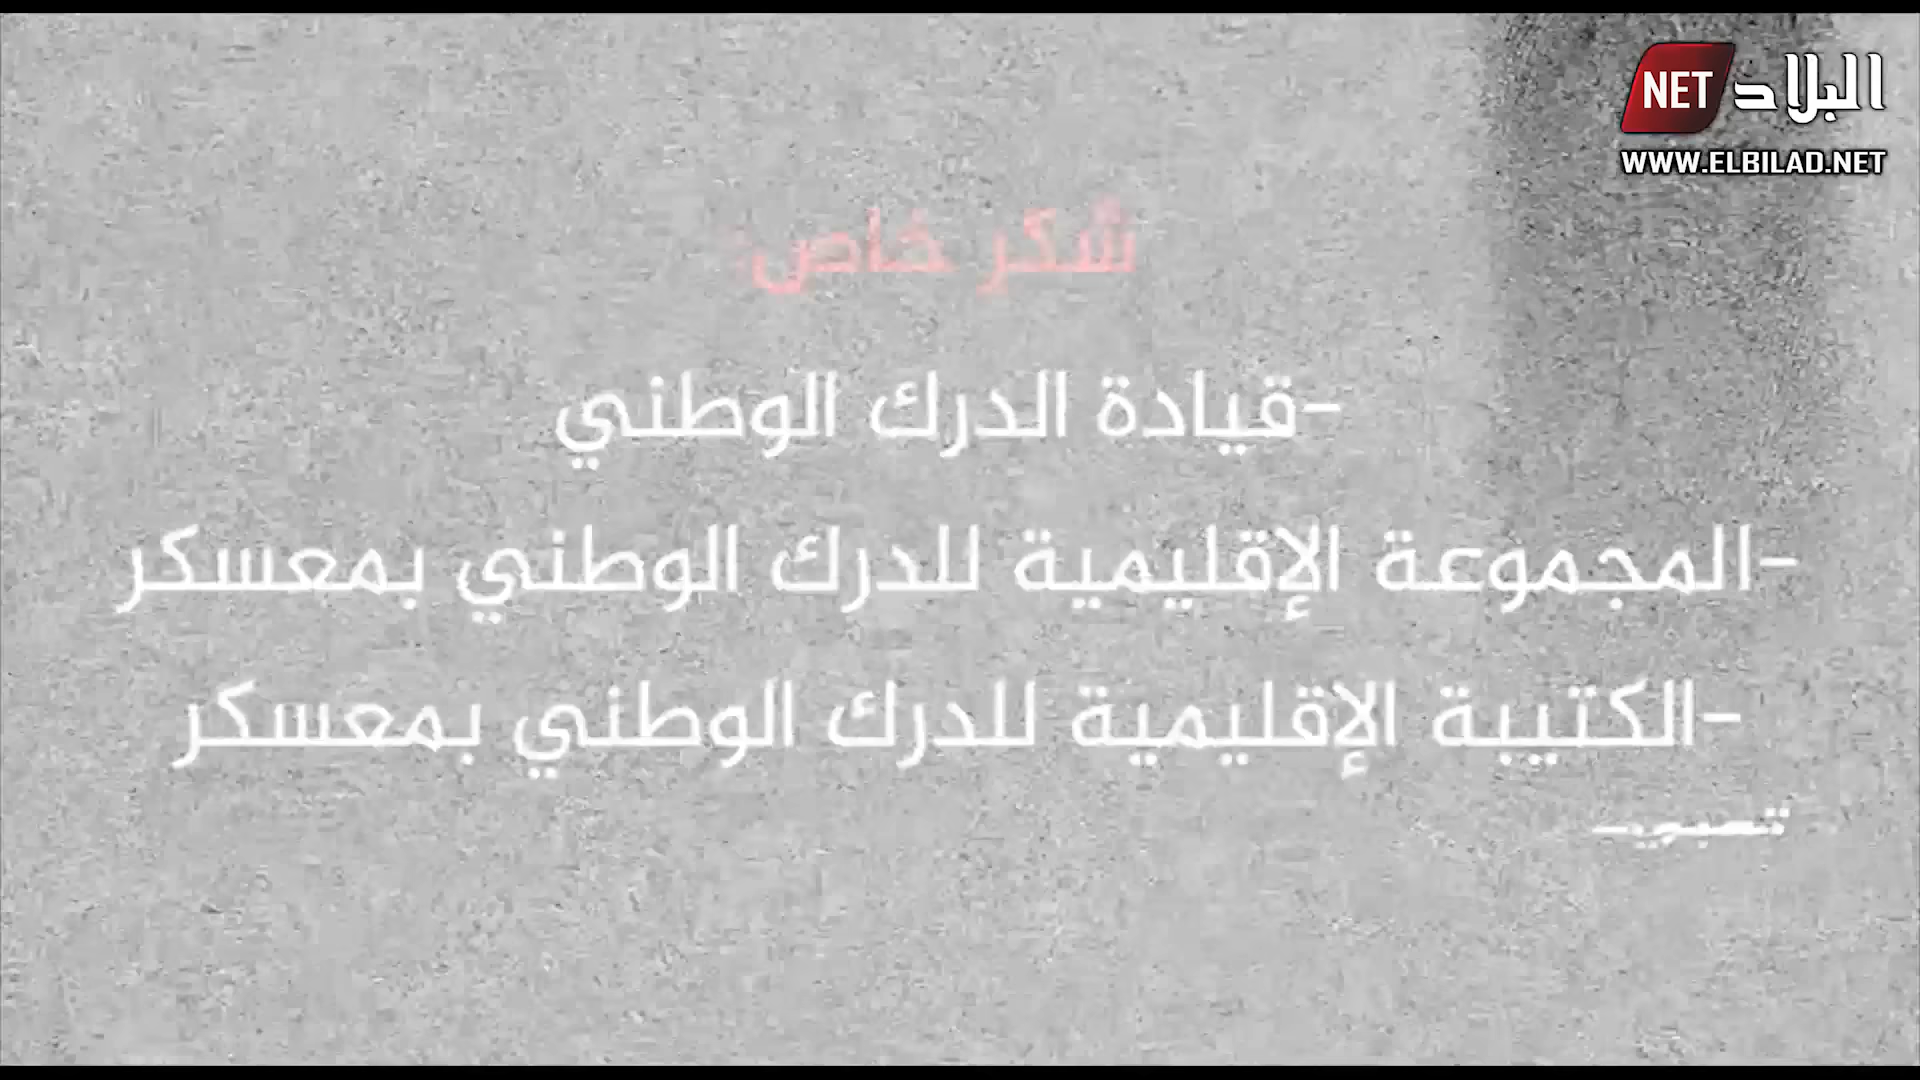 NET البلاد
WWW.ELBILAD.NET
شكر خاص:
-قيادة الدرك الوطني
-المجموعة الإقليمية للدرك الوطني بمعسكر
-الكتيبة الإقليمية للدرك الوطني بمعسكر